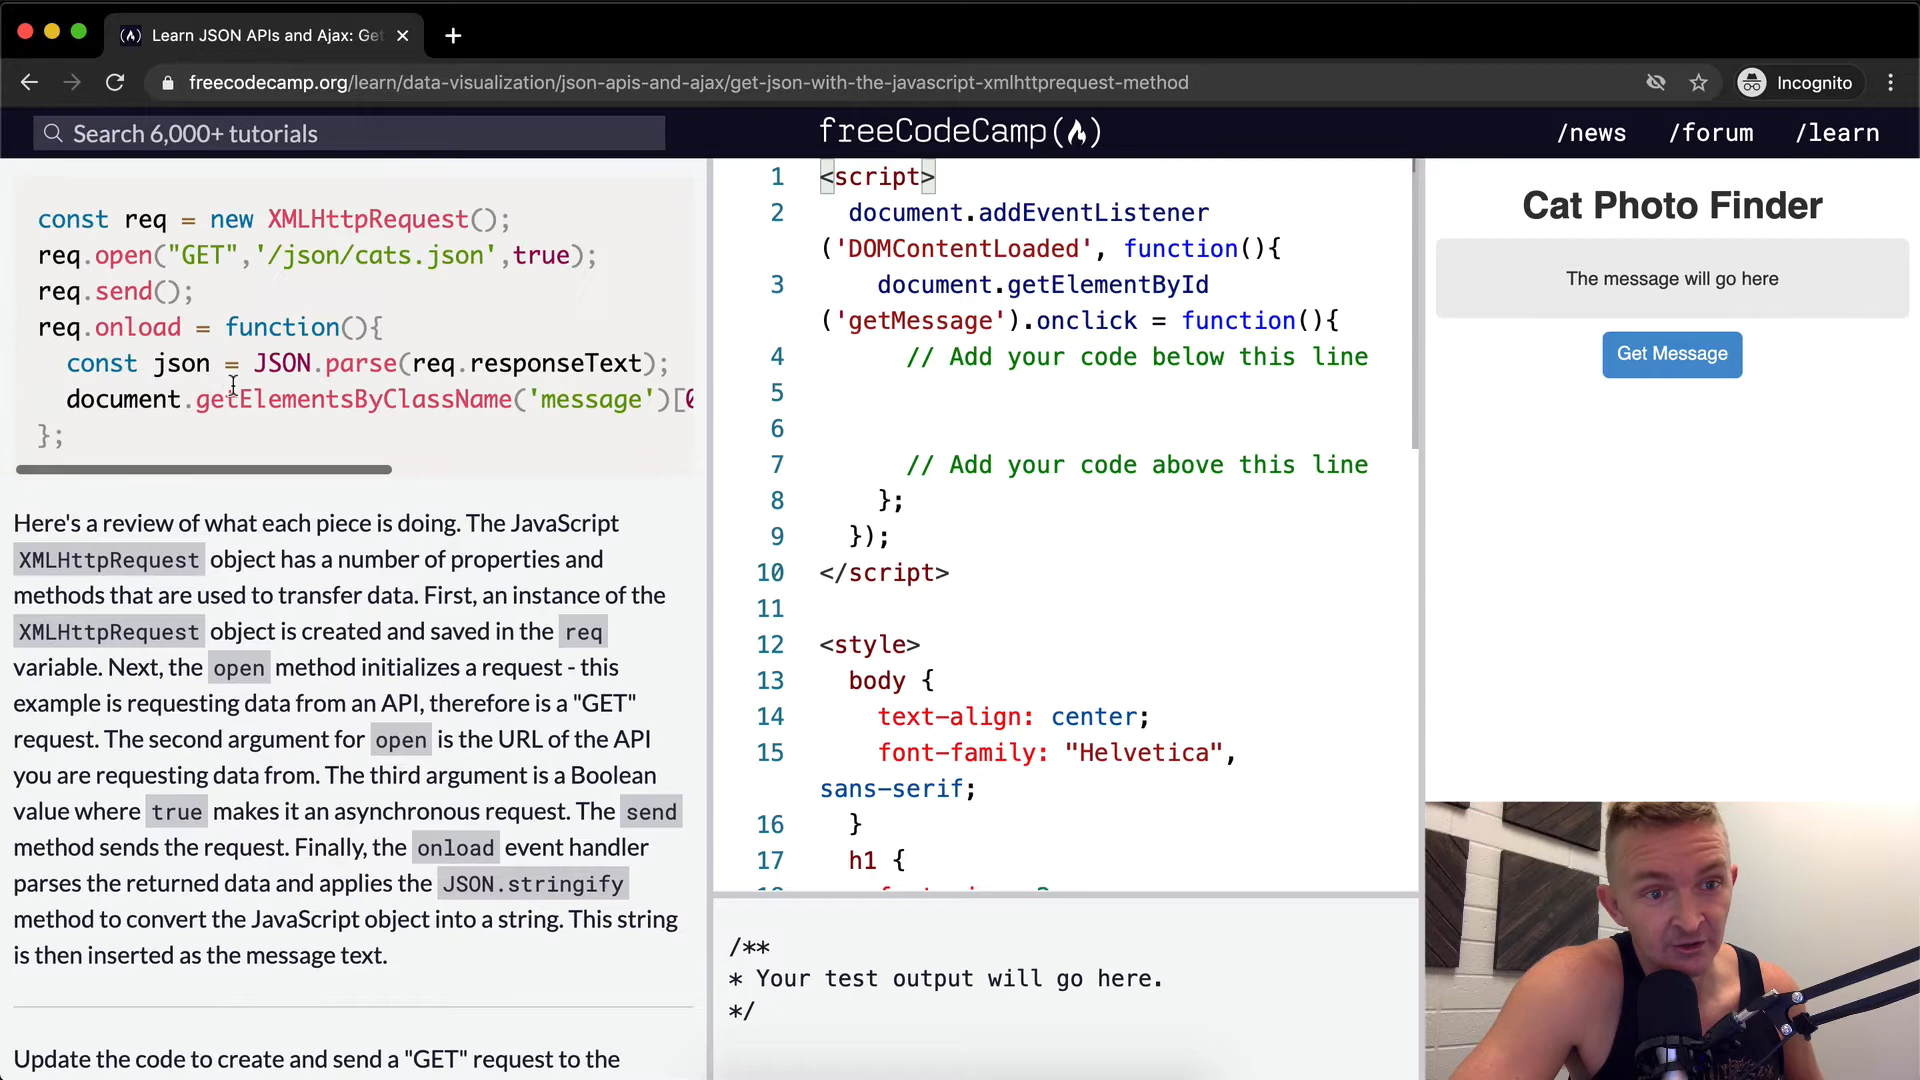 Learn JSON APIs and Ajax: Get
freecodecamp.org/learn/data-visualization/json-apis-and-ajax/get-json-with-the-javascript-xmlhttprequest-method
Incognito
Search 6,000+ tutorials
freeCodeCamp(🔥)
/news /forum /learn
const req = new XMLHttpRequest();
req.open("GET",'/json/cats.json',true);
req.send();
req.onload = function(){
  const json = JSON.parse(req.responseText);
  document.getElementsByClassName('message')[0
};
Here's a review of what each piece is doing. The JavaScript
XMLHttpRequest object has a number of properties and
methods that are used to transfer data. First, an instance of the
XMLHttpRequest object is created and saved in the req
variable. Next, the open method initializes a request - this
example is requesting data from an API, therefore is a "GET"
request. The second argument for open is the URL of the API
you are requesting data from. The third argument is a Boolean
value where true makes it an asynchronous request. The send
method sends the request. Finally, the onload event handler
parses the returned data and applies the JSON.stringify
method to convert the JavaScript object into a string. This string
is then inserted as the message text.
Update the code to create and send a "GET" request to the
1 <script>
2   document.addEventListener
('DOMContentLoaded', function(){
3     document.getElementById
('getMessage').onclick = function(){
4       // Add your code below this line
5
6
7       // Add your code above this line
8     };
9   });
10 </script>
11
12 <style>
13   body {
14     text-align: center;
15     font-family: "Helvetica",
sans-serif;
16   }
17   h1 {
/**
* Your test output will go here.
*/
Cat Photo Finder
The message will go here
Get Message